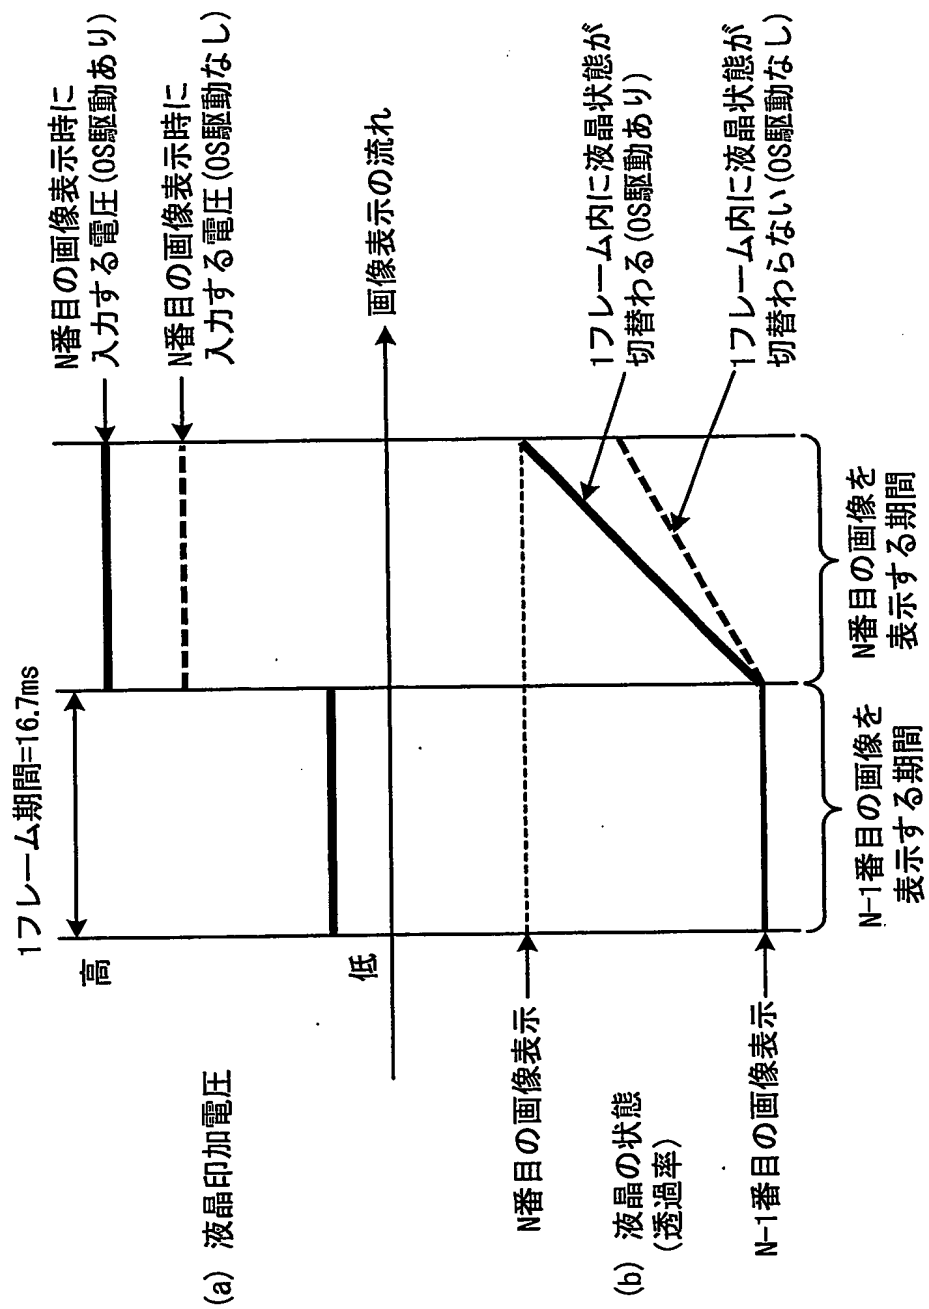 1フレーム期間=16.7ms
高
低
(a) 液晶印加電圧
N番目の画像表示時に
入力する電圧(OS駆動あり)
N番目の画像表示時に
入力する電圧(OS駆動なし)
画像表示の流れ
N番目の画像表示
(b) 液晶の状態
(透過率)
N-1番目の画像表示
1フレーム内に液晶状態が
切替わる(OS駆動あり)
1フレーム内に液晶状態が
切替わらない(OS駆動なし)
N-1番目の画像を
表示する期間
N番目の画像を
表示する期間